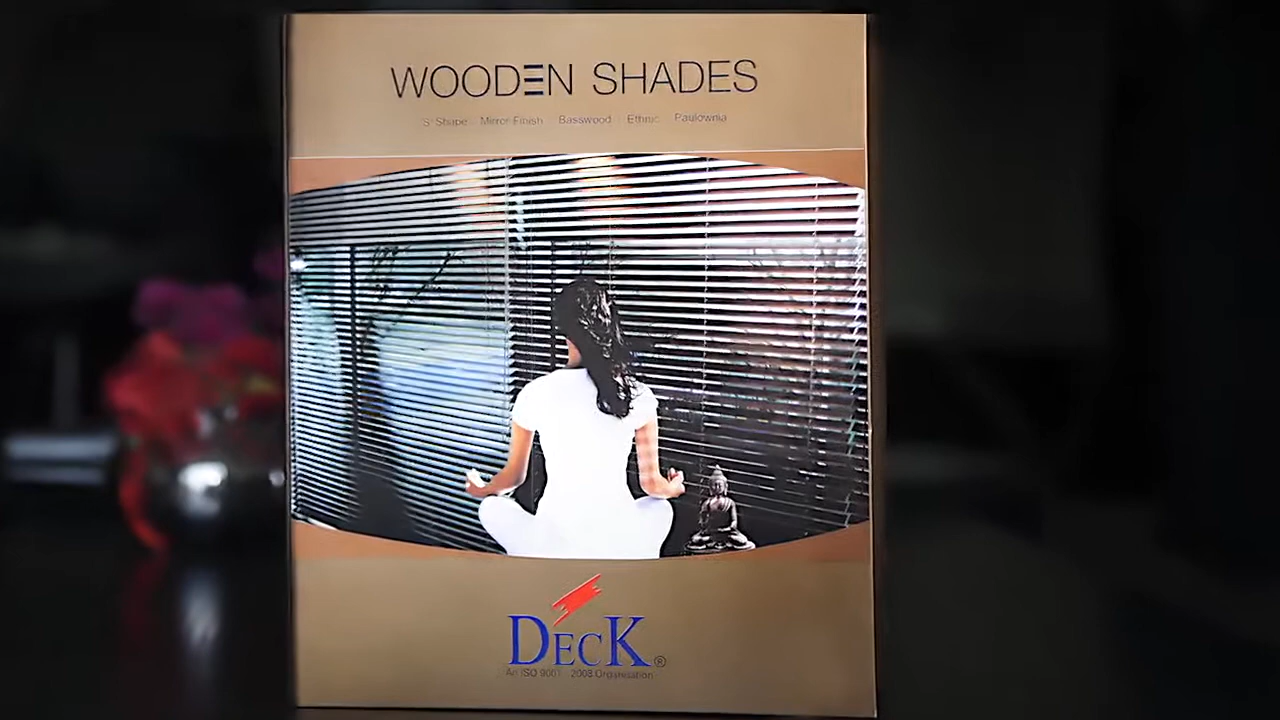 WOODEN SHADES
'S' Shape Mirror Finish Basswood Ethnic Paulownia
DECK®
An ISO 9001 : 2008 Organisation